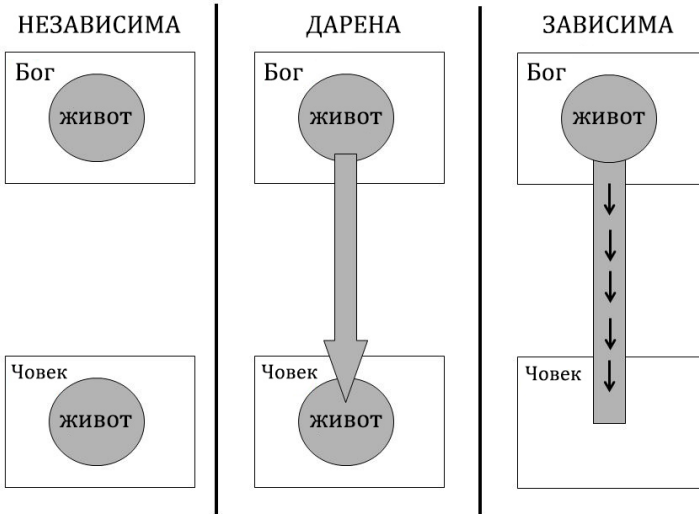 НЕЗАВИСИМА
Бог
живот
Човек
живот
ДАРЕНА
Бог
живот
Човек
живот
ЗАВИСИМА
Бог
живот
Човек